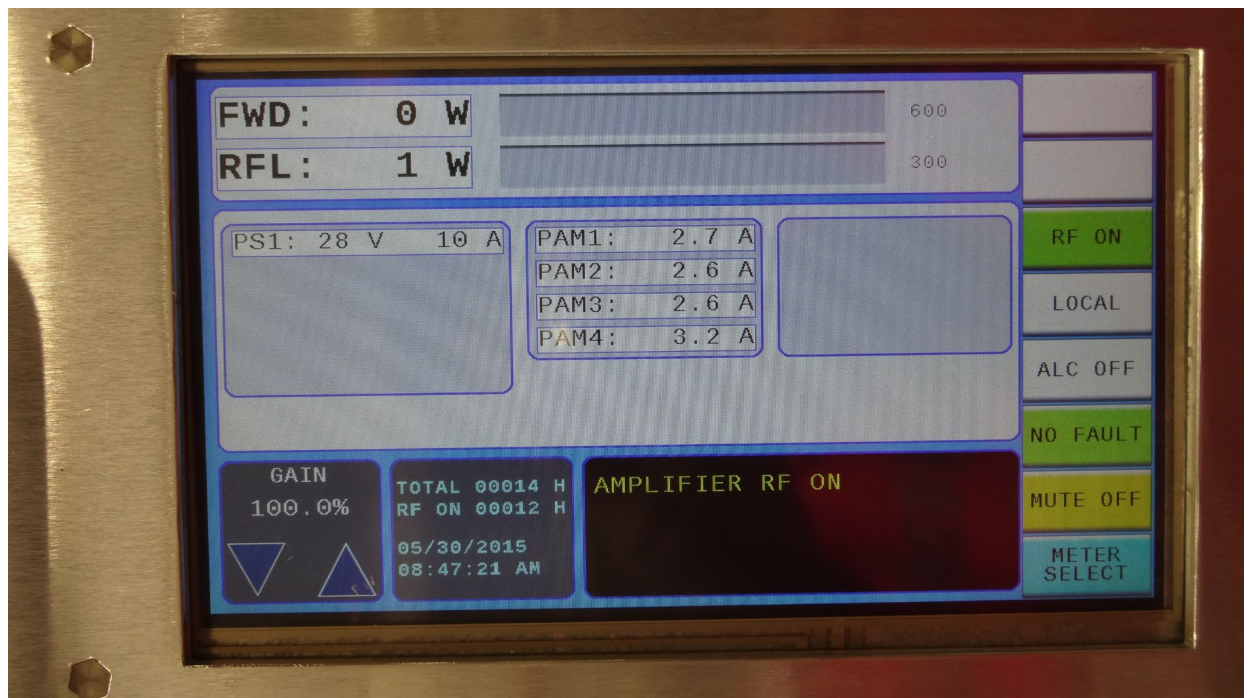 FWD: 0 W
600
RFL: 1 W
300
PS1: 28 V 10 A
PAM1: 2.7 A
PAM2: 2.6 A
PAM3: 2.6 A
PAM4: 3.2 A
RF ON
LOCAL
ALC OFF
NO FAULT
MUTE OFF
METER
SELECT
GAIN
100.0%
TOTAL 00014 H
RF ON 00012 H
05/30/2015
08:47:21 AM
AMPLIFIER RF ON